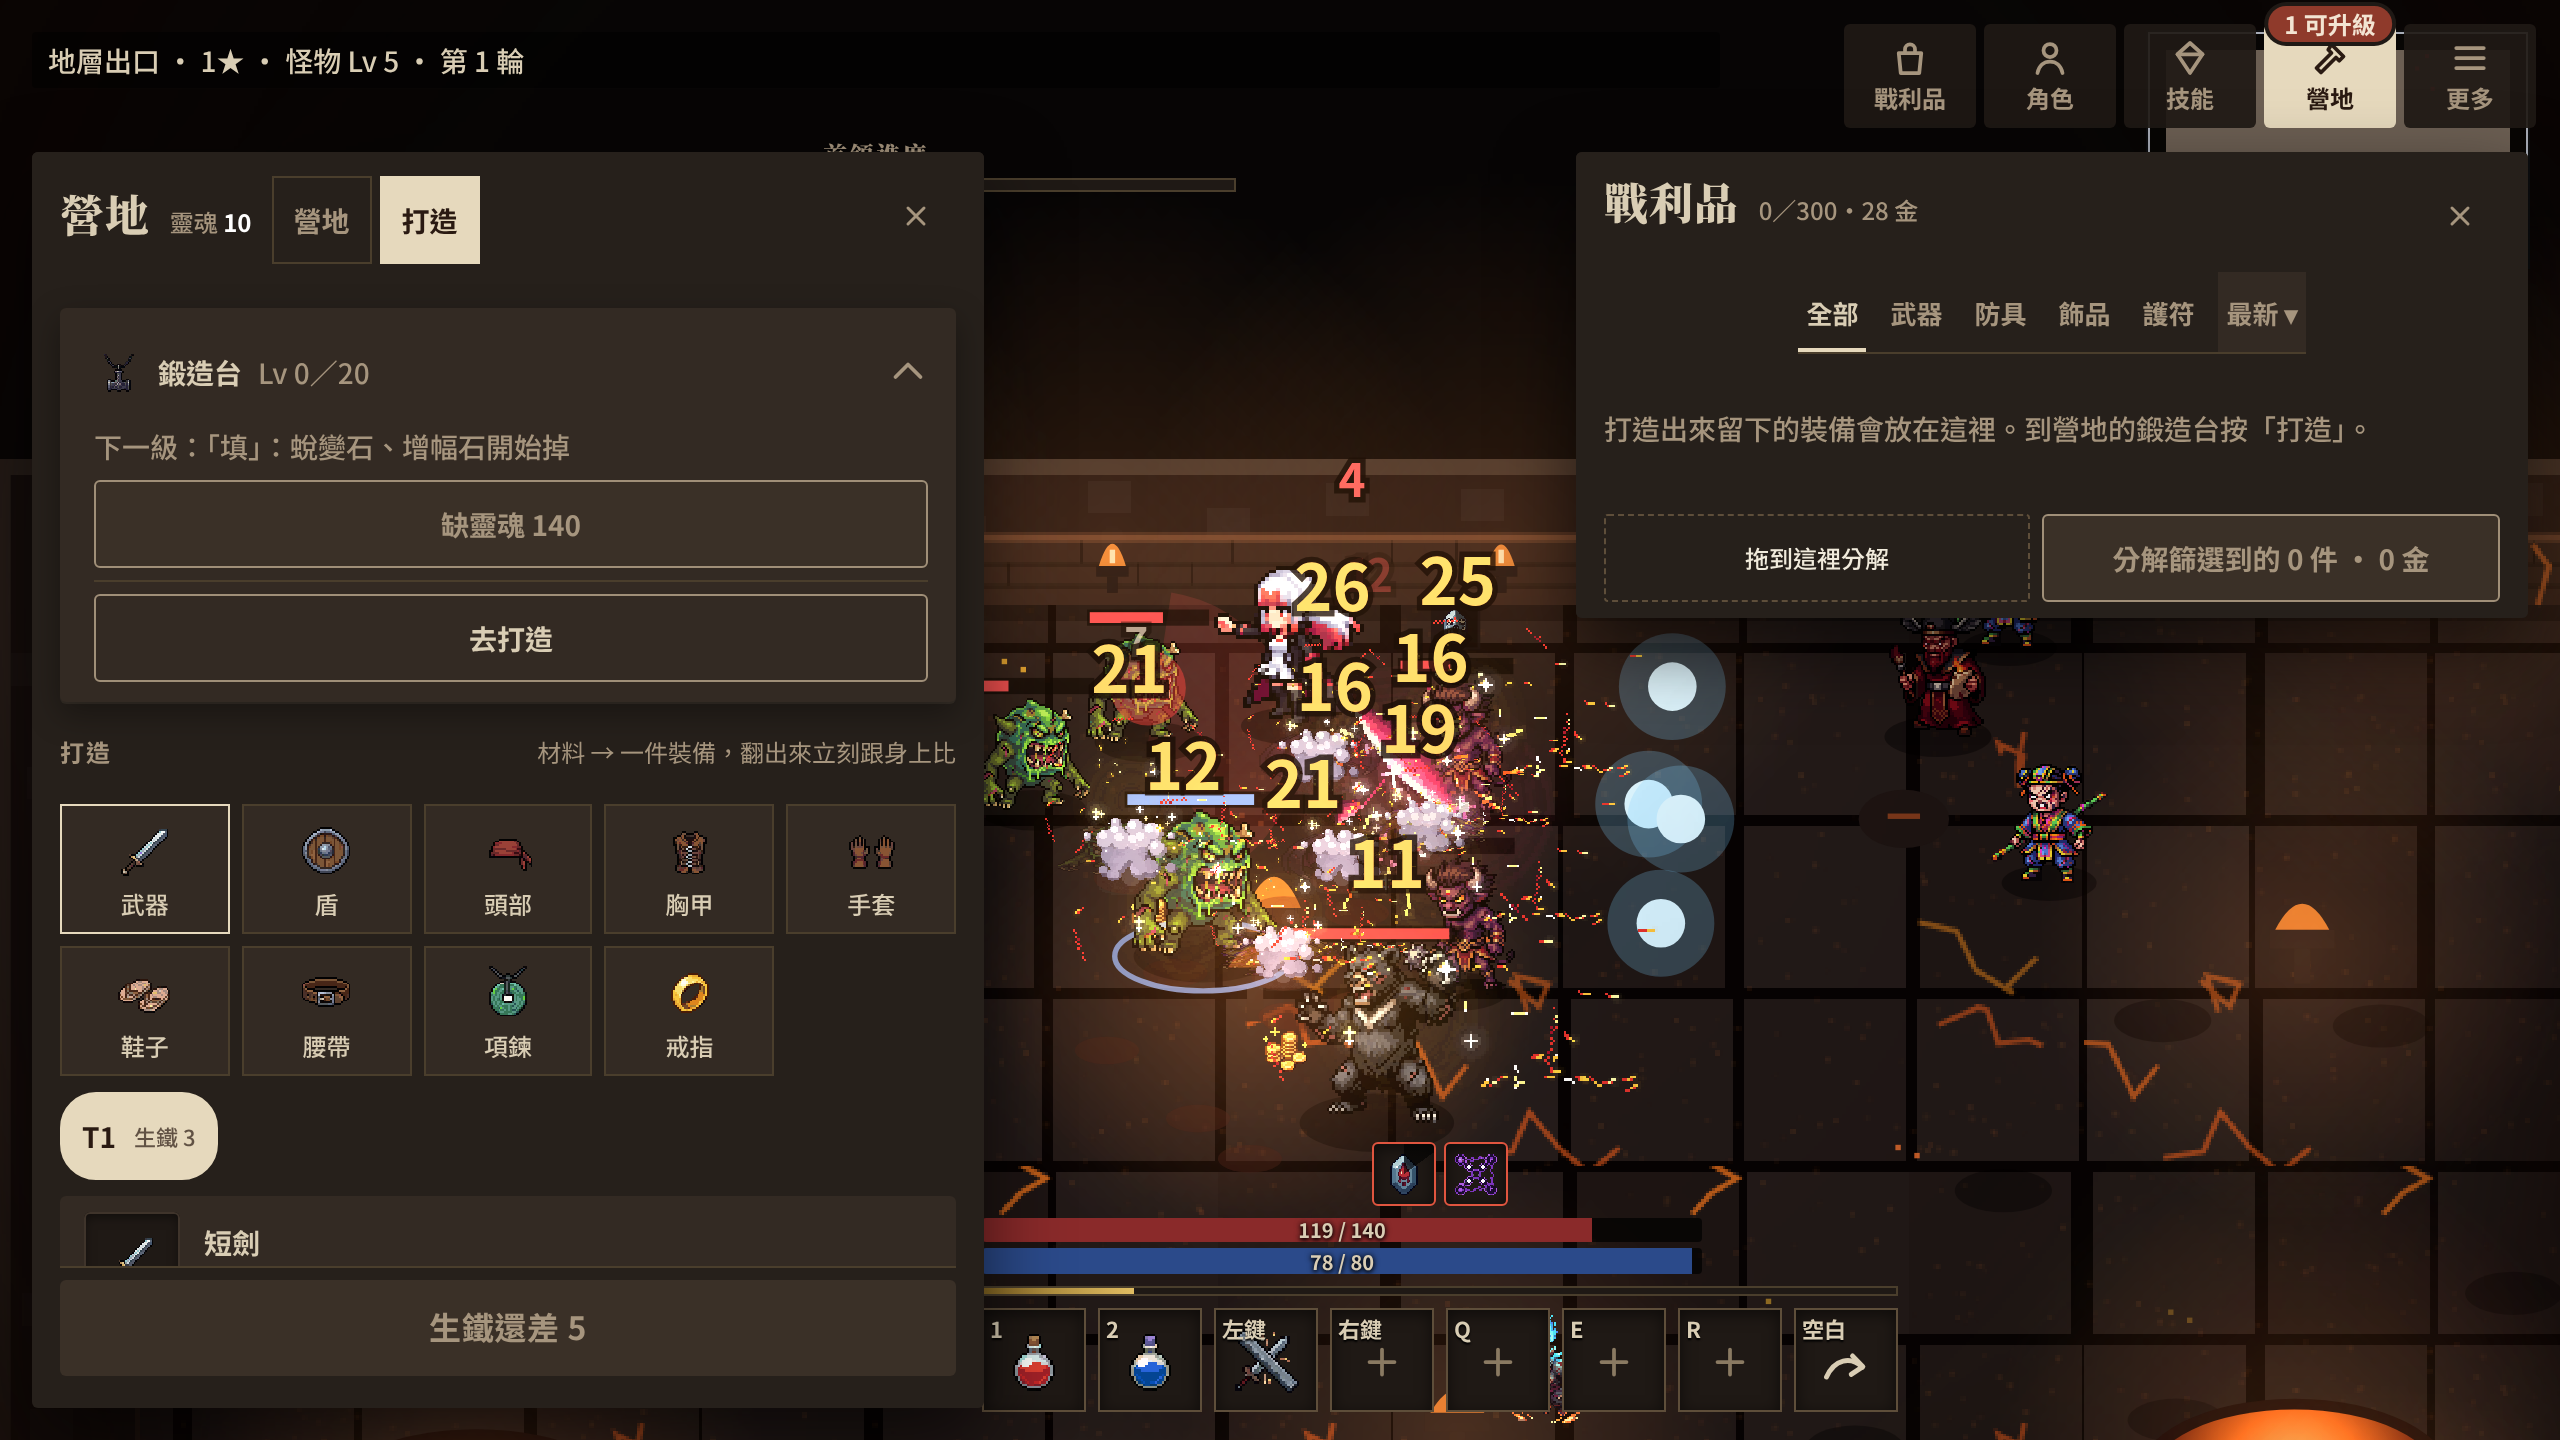 地層出口 • 1★ • 怪物 Lv 5 • 第 1 輪
戰利品
角色
技能
1 可升級
營地
更多
營地 靈魂 10 營地 打造
鍛造台 Lv 0／20
下一級：「填」：蛻變石、增幅石開始掉
缺靈魂 140
去打造
打造 材料 → 一件裝備，翻出來立刻跟身上比
武器 盾 頭部 胸甲 手套
鞋子 腰帶 項鍊 戒指
T1 生鐵 3
短劍
生鐵還差 5
戰利品 0／300・28 金
全部 武器 防具 飾品 護符 最新 ▾
打造出來留下的裝備會放在這裡。到營地的鍛造台按「打造」。
拖到這裡分解
分解篩選到的 0 件 • 0 金
4
26 2 25
7
21 16
16
19
12 21
11
119 / 140
78 / 80
1 2 左鍵 右鍵 Q E R 空白